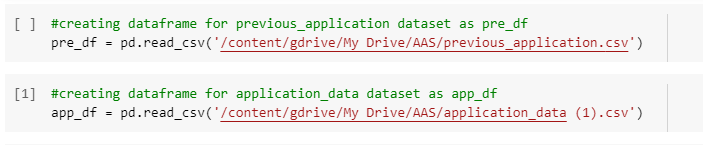 [ ] #creating dataframe for previous_application dataset as pre_df
pre_df = pd.read_csv('/content/gdrive/My Drive/AAS/previous_application.csv')
[1] #creating dataframe for application_data dataset as app_df
app_df = pd.read_csv('/content/gdrive/My Drive/AAS/application_data (1).csv')